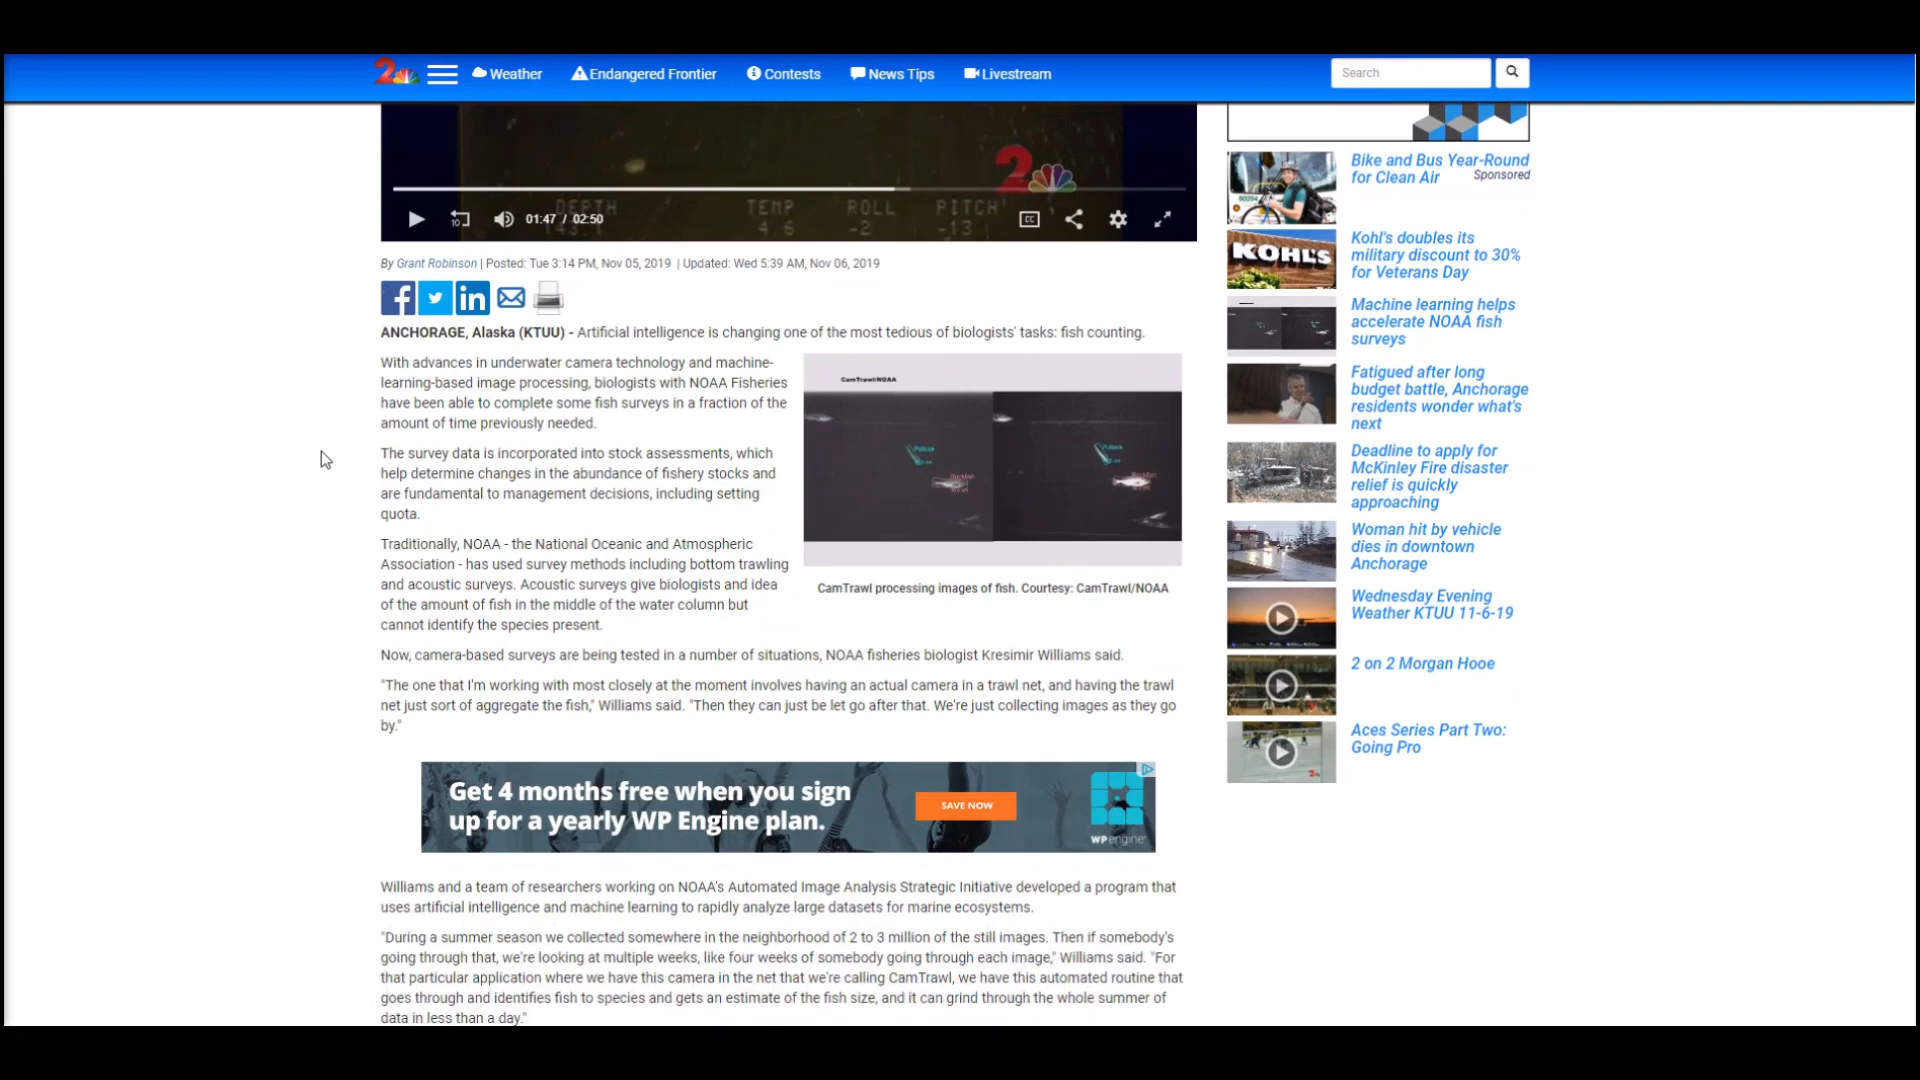 2
Weather
Endangered Frontier
Contests
News Tips
Livestream
Search
2
DEPTH TEMP ROLL PITCH
4.6 -2 -13
10
01:47 / 02:50
CC
By Grant Robinson | Posted: Tue 3:14 PM, Nov 05, 2019 | Updated: Wed 5:39 AM, Nov 06, 2019
ANCHORAGE, Alaska (KTUU) - Artificial intelligence is changing one of the most tedious of biologists' tasks: fish counting.
With advances in underwater camera technology and machine-
learning-based image processing, biologists with NOAA Fisheries
have been able to complete some fish surveys in a fraction of the
amount of time previously needed.
The survey data is incorporated into stock assessments, which
help determine changes in the abundance of fishery stocks and
are fundamental to management decisions, including setting
quota.
Traditionally, NOAA - the National Oceanic and Atmospheric
Association - has used survey methods including bottom trawling
and acoustic surveys. Acoustic surveys give biologists and idea
of the amount of fish in the middle of the water column but
cannot identify the species present.
CamTrawl/NOAA
CamTrawl processing images of fish. Courtesy: CamTrawl/NOAA
Now, camera-based surveys are being tested in a number of situations, NOAA fisheries biologist Kresimir Williams said.
"The one that I'm working with most closely at the moment involves having an actual camera in a trawl net, and having the trawl
net just sort of aggregate the fish," Williams said. "Then they can just be let go after that. We're just collecting images as they go
by."
Get 4 months free when you sign
up for a yearly WP Engine plan.
SAVE NOW
WP engine
Williams and a team of researchers working on NOAA's Automated Image Analysis Strategic Initiative developed a program that
uses artificial intelligence and machine learning to rapidly analyze large datasets for marine ecosystems.
"During a summer season we collected somewhere in the neighborhood of 2 to 3 million of the still images. Then if somebody's
going through that, we're looking at multiple weeks, like four weeks of somebody going through each image," Williams said. "For
that particular application where we have this camera in the net that we're calling CamTrawl, we have this automated routine that
goes through and identifies fish to species and gets an estimate of the fish size, and it can grind through the whole summer of
data in less than a day."
Bike and Bus Year-Round
for Clean Air Sponsored
KOHL'S
Kohl's doubles its
military discount to 30%
for Veterans Day
Machine learning helps
accelerate NOAA fish
surveys
Fatigued after long
budget battle, Anchorage
residents wonder what's
next
Deadline to apply for
McKinley Fire disaster
relief is quickly
approaching
Woman hit by vehicle
dies in downtown
Anchorage
Wednesday Evening
Weather KTUU 11-6-19
2 on 2 Morgan Hooe
Aces Series Part Two:
Going Pro